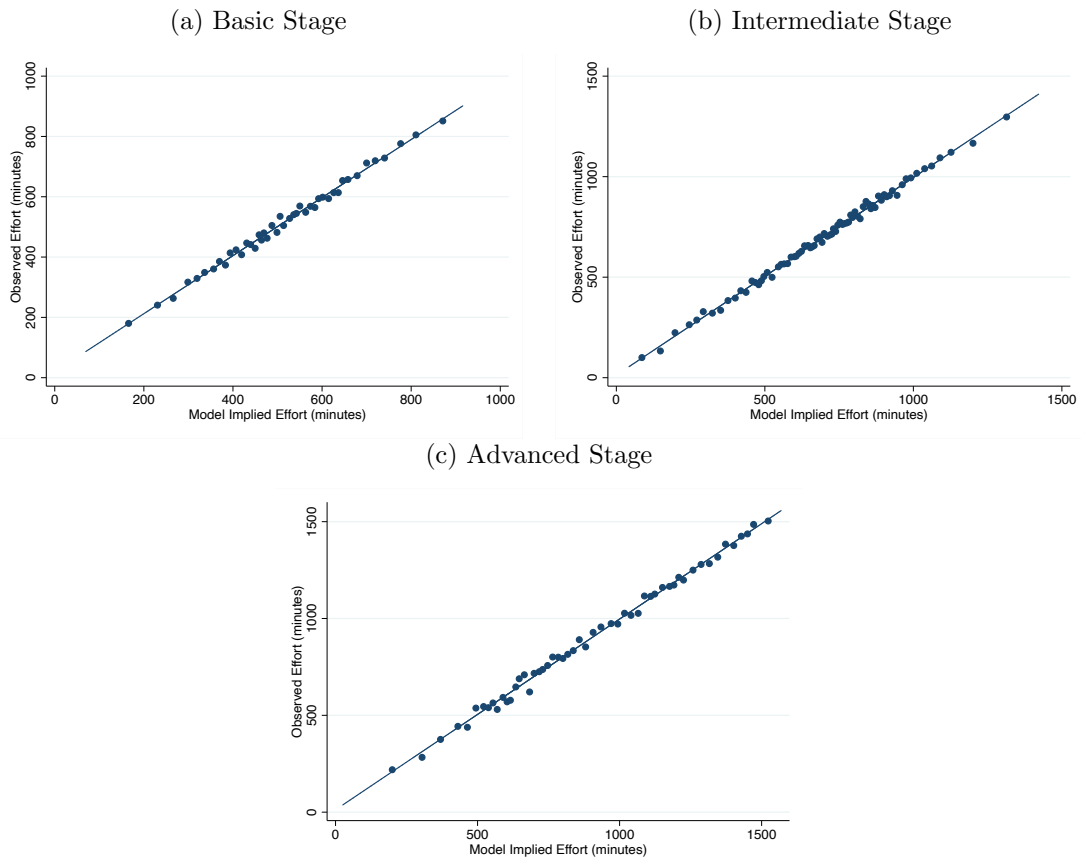 (a) Basic Stage
1000
800
600
400
200
0
Observed Effort (minutes)
0 200 400 600 800 1000
Model Implied Effort (minutes)
(b) Intermediate Stage
1500
1000
500
0
Observed Effort (minutes)
0 500 1000 1500
Model Implied Effort (minutes)
(c) Advanced Stage
1500
1000
500
0
Observed Effort (minutes)
0 500 1000 1500
Model Implied Effort (minutes)